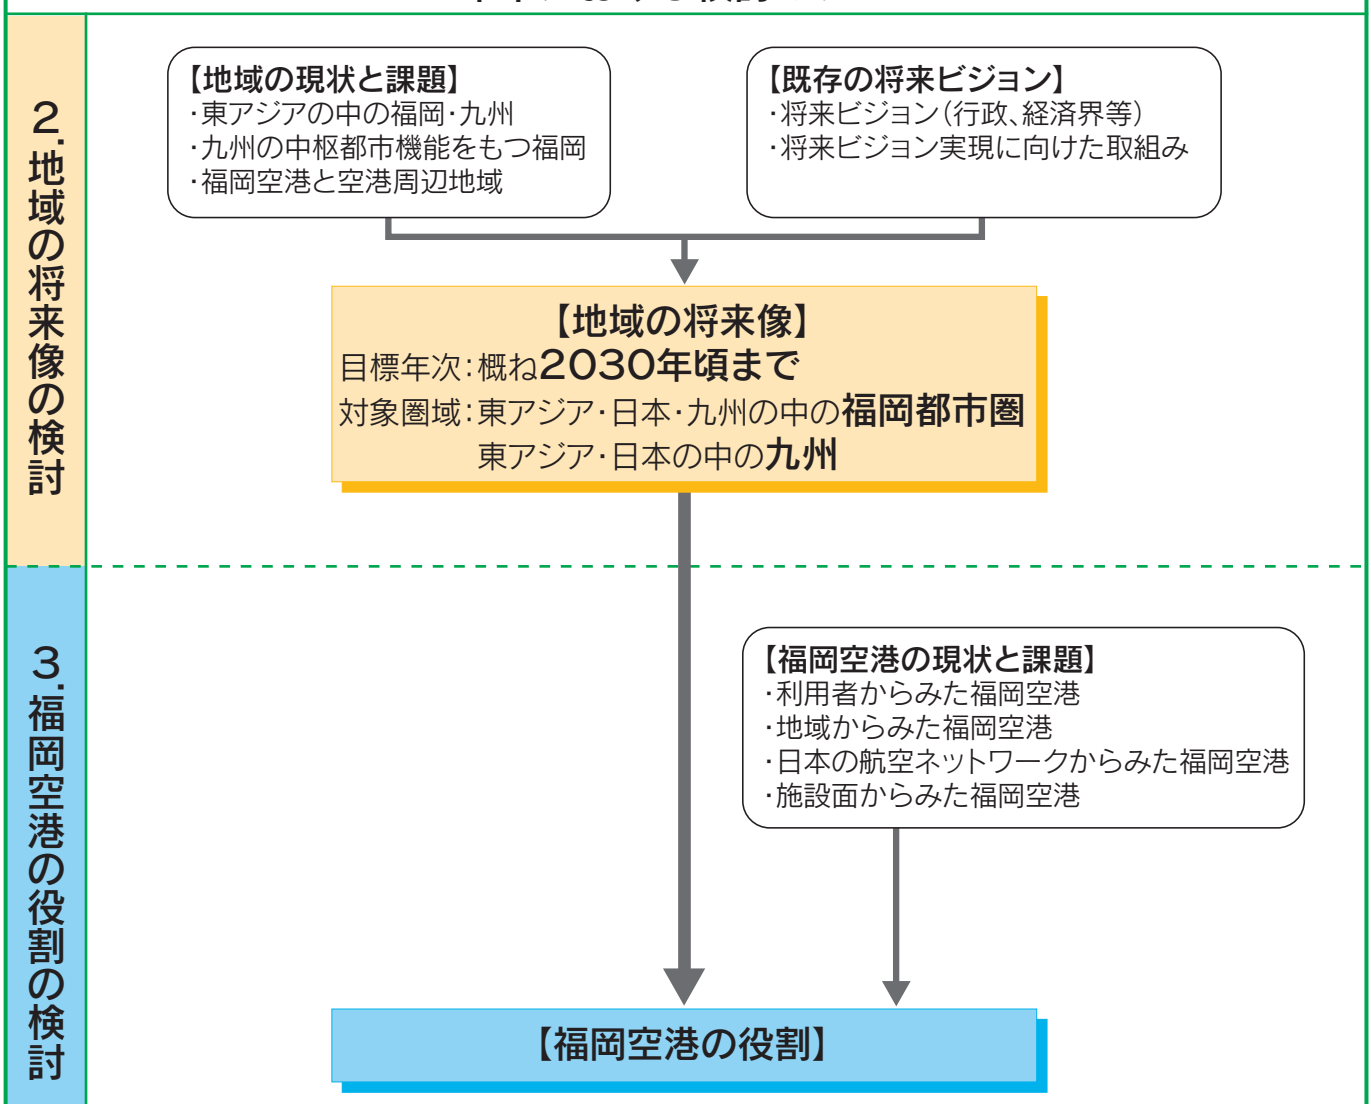 2.地域の将来像の検討
【地域の現状と課題】
・東アジアの中の福岡・九州
・九州の中枢都市機能をもつ福岡
・福岡空港と空港周辺地域
【既存の将来ビジョン】
・将来ビジョン（行政、経済界等）
・将来ビジョン実現に向けた取組み
【地域の将来像】
目標年次：概ね2030年頃まで
対象圏域：東アジア・日本・九州の中の福岡都市圏
東アジア・日本の中の九州
3.福岡空港の役割の検討
【福岡空港の現状と課題】
・利用者からみた福岡空港
・地域からみた福岡空港
・日本の航空ネットワークからみた福岡空港
・施設面からみた福岡空港
【福岡空港の役割】